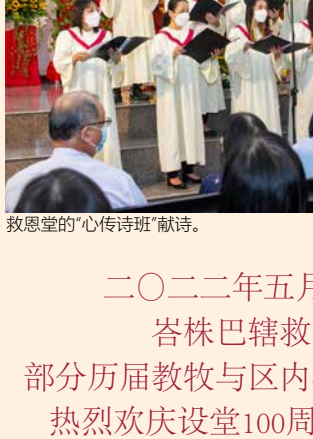 救恩堂的“心传诗班”献诗。
二〇二二年五月
峇株巴辖救
部分历届教牧与区内
热烈欢庆设堂100周